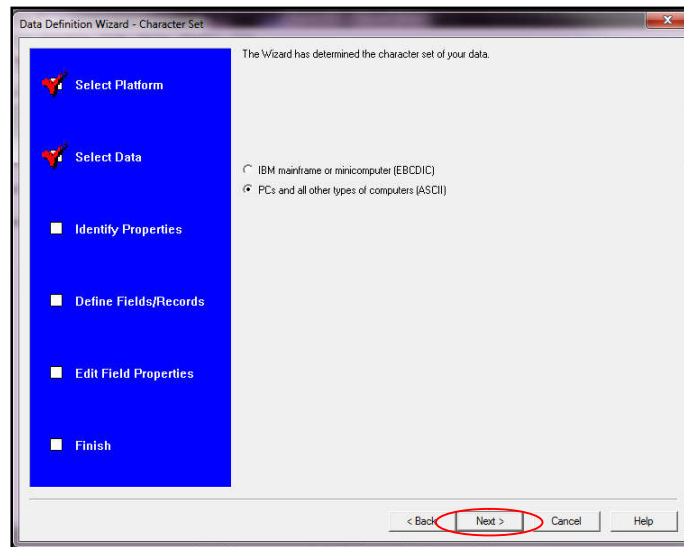 Data Definition Wizard - Character Set
The Wizard has determined the character set of your data.
Select Platform
Select Data
Identify Properties
Define Fields/Records
Edit Field Properties
Finish
IBM mainframe or minicomputer (EBCDIC)
PCs and all other types of computers (ASCII)
< Back
Next >
Cancel
Help